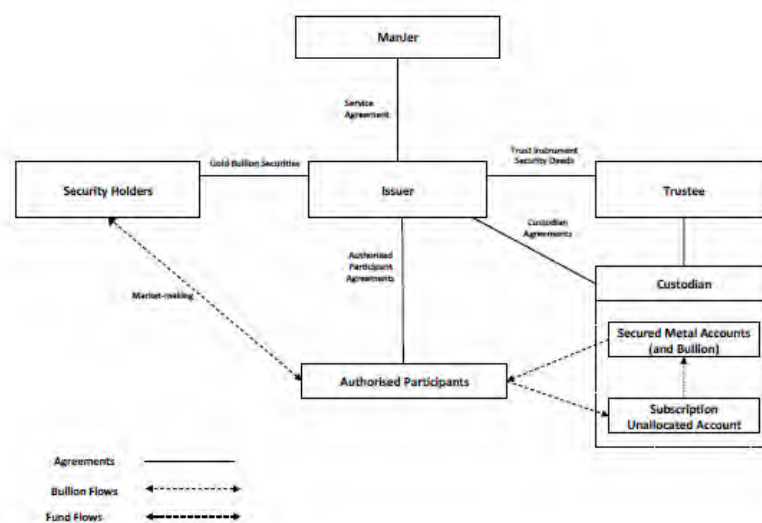 ManJer
Service
Agreement
Gold Bullion Securities
Trust Instrument
Security Deeds
Security Holders
Issuer
Trustee
Custodian
Agreements
Authorised
Participant
Agreements
Market-making
Custodian
Secured Metal Accounts
(and Bullion)
Authorised Participants
Subscription
Unallocated Account
Agreements
Bullion Flows
Fund Flows